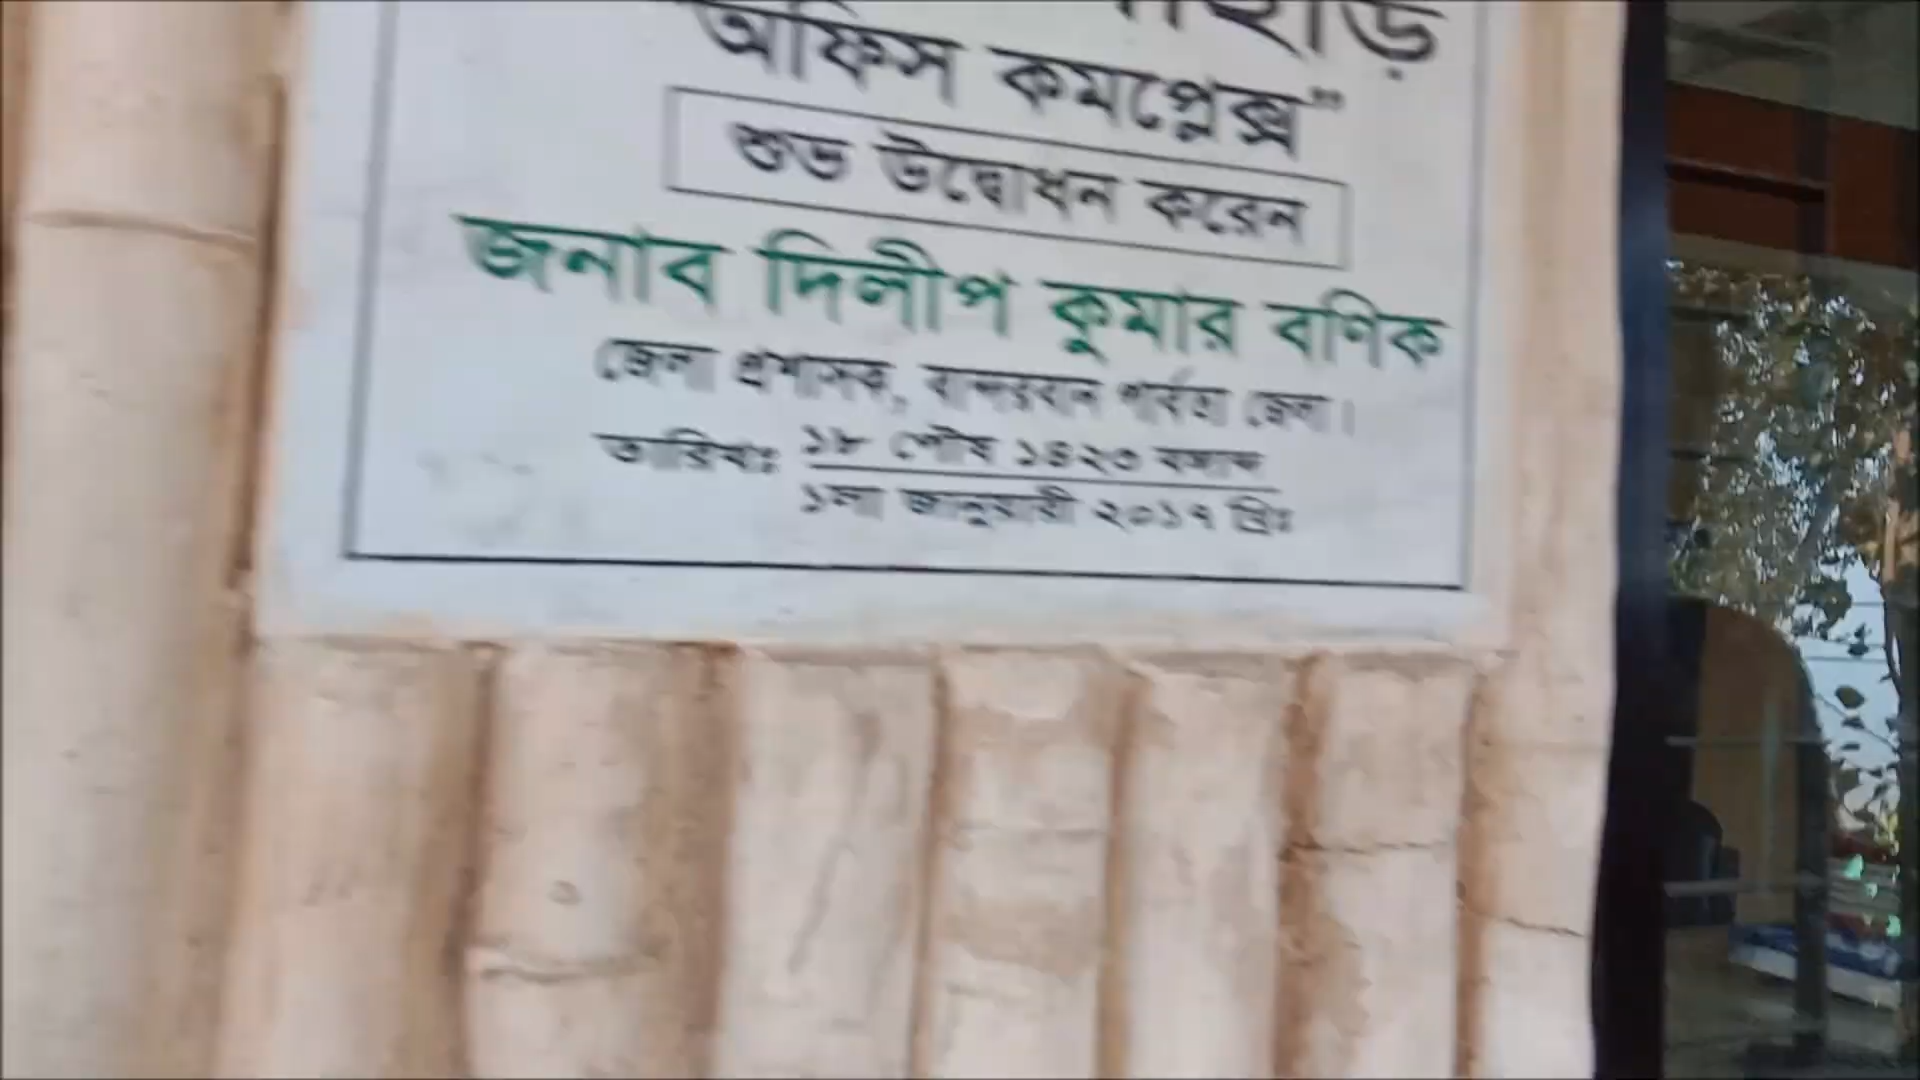 অফিস কমপ্লেক্স”
শুভ উদ্বোধন করেন
জনাব দিলীপ কুমার বণিক
জেলা প্রশাসক, বান্দরবান পার্বত্য জেলা।
তারিখঃ ১৮ পৌষ ১৪২৩ বঙ্গাব্দ
১লা জানুয়ারী ২০১৭ খ্রিঃ